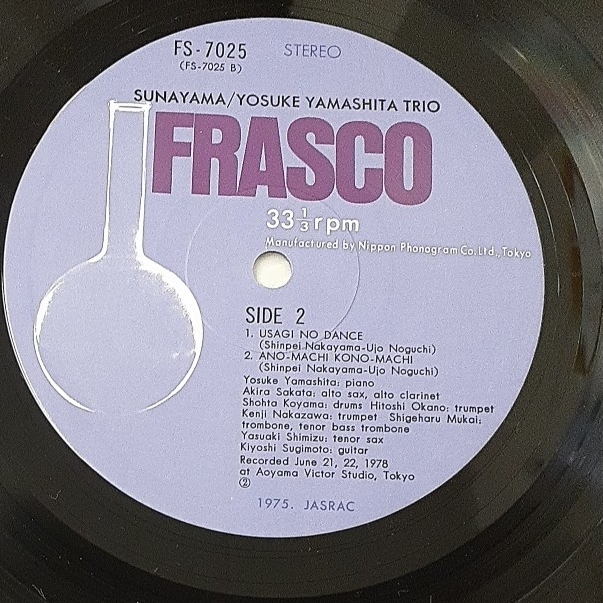 FS-7025 STEREO
(FS-7025 B)
SUNAYAMA/YOSUKE YAMASHITA TRIO
FRASCO
33 1/3 rpm
Manufactured by Nippon Phonogram Co.Ltd.,Tokyo
SIDE 2
1. USAGI NO DANCE
(Shinpei Nakayama-Ujo Noguchi)
2. ANO-MACHI KONO-MACHI
(Shinpei Nakayama-Ujo Noguchi)
Yosuke Yamashita: piano
Akira Sakata: alto sax, alto clarinet
Shohta Koyama: drums Hitoshi Okano: trumpet
Kenji Nakazawa: trumpet Shigeharu Mukai:
trombone, tenor bass trombone
Yasuaki Shimizu: tenor sax
Kiyoshi Sugimoto: guitar
Recorded June 21, 22, 1978
at Aoyama Victor Studio, Tokyo
②
1975. JASRAC